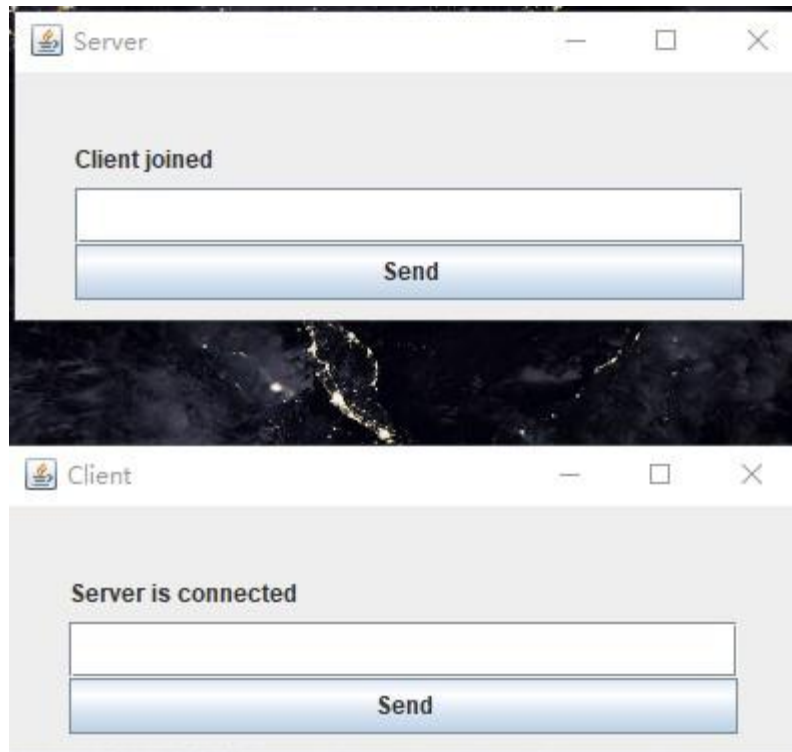 Server
Client joined
Send
Client
Server is connected
Send